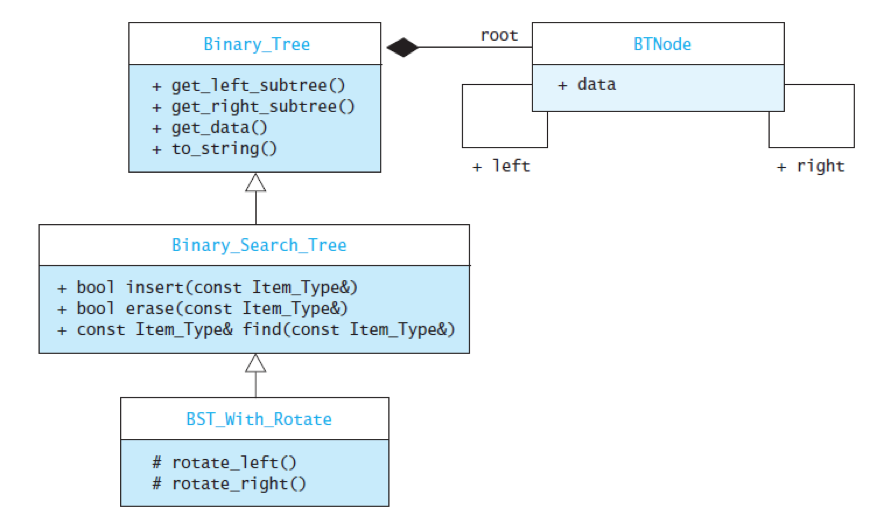 Binary_Tree
+ get_left_subtree()
+ get_right_subtree()
+ get_data()
+ to_string()
root
BTNode
+ data
+ left
+ right
Binary_Search_Tree
+ bool insert(const Item_Type&)
+ bool erase(const Item_Type&)
+ const Item_Type& find(const Item_Type&)
BST_With_Rotate
# rotate_left()
# rotate_right()